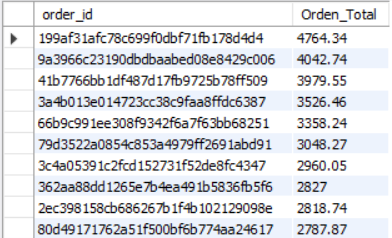 order_id Orden_Total
199af31afc78c699f0dbf71fb178d4d4 4764.34
9a3966c23190dbdbaabed08e8429c006 4042.74
41b7766bb1df487d17fb9725b78ff509 3979.55
3a4b013e014723cc38c9faa8ffdc6387 3526.46
66b9c991ee308f9342f6a7f63bb68251 3358.24
79d3522a0854c853a4979ff2691abd91 3048.27
3c4a05391c2fcd152731f52de8fc4347 2960.05
362aa88dd1265e7b4ea491b5836fb5f6 2827
2ec398158cb686267b1f4b102129098e 2818.74
80d49171762a51f500bf6b774aa24617 2787.87